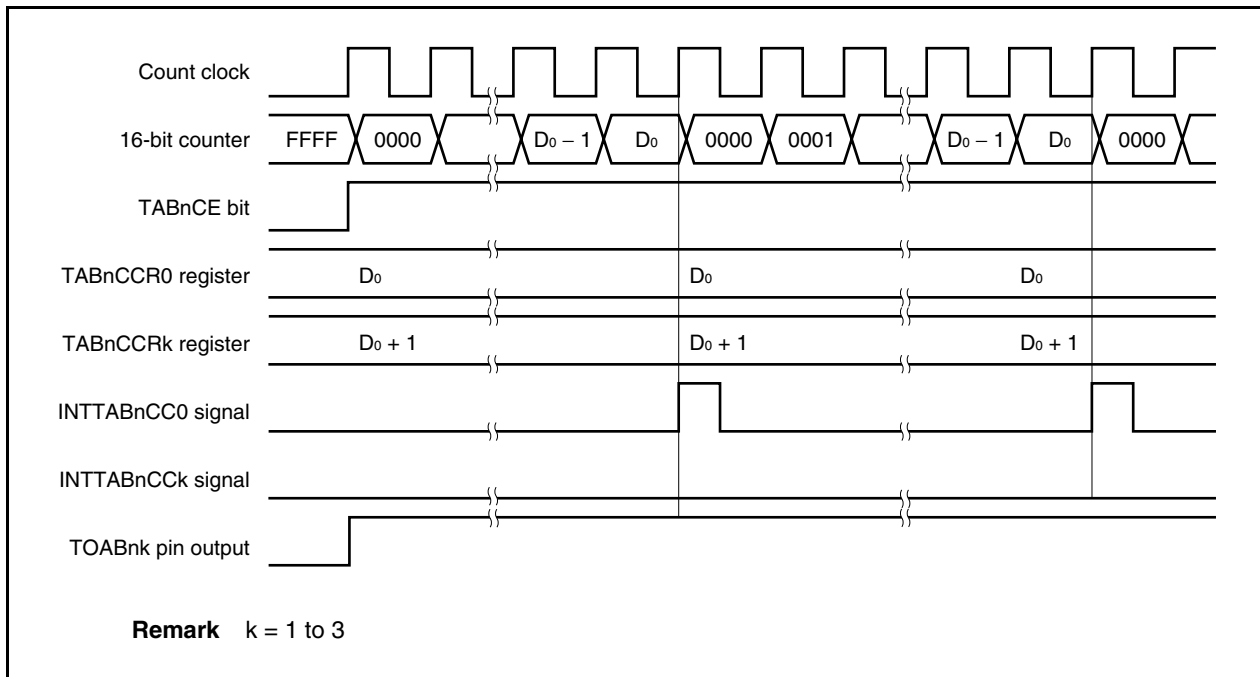 Count clock
16-bit counter FFFF 0000 D₀ − 1 D₀ 0000 0001 D₀ − 1 D₀ 0000
TABnCE bit
TABnCCR0 register D₀ D₀ D₀
TABnCCRk register D₀ + 1 D₀ + 1 D₀ + 1
INTTABnCC0 signal
INTTABnCCk signal
TOABnk pin output
Remark k = 1 to 3